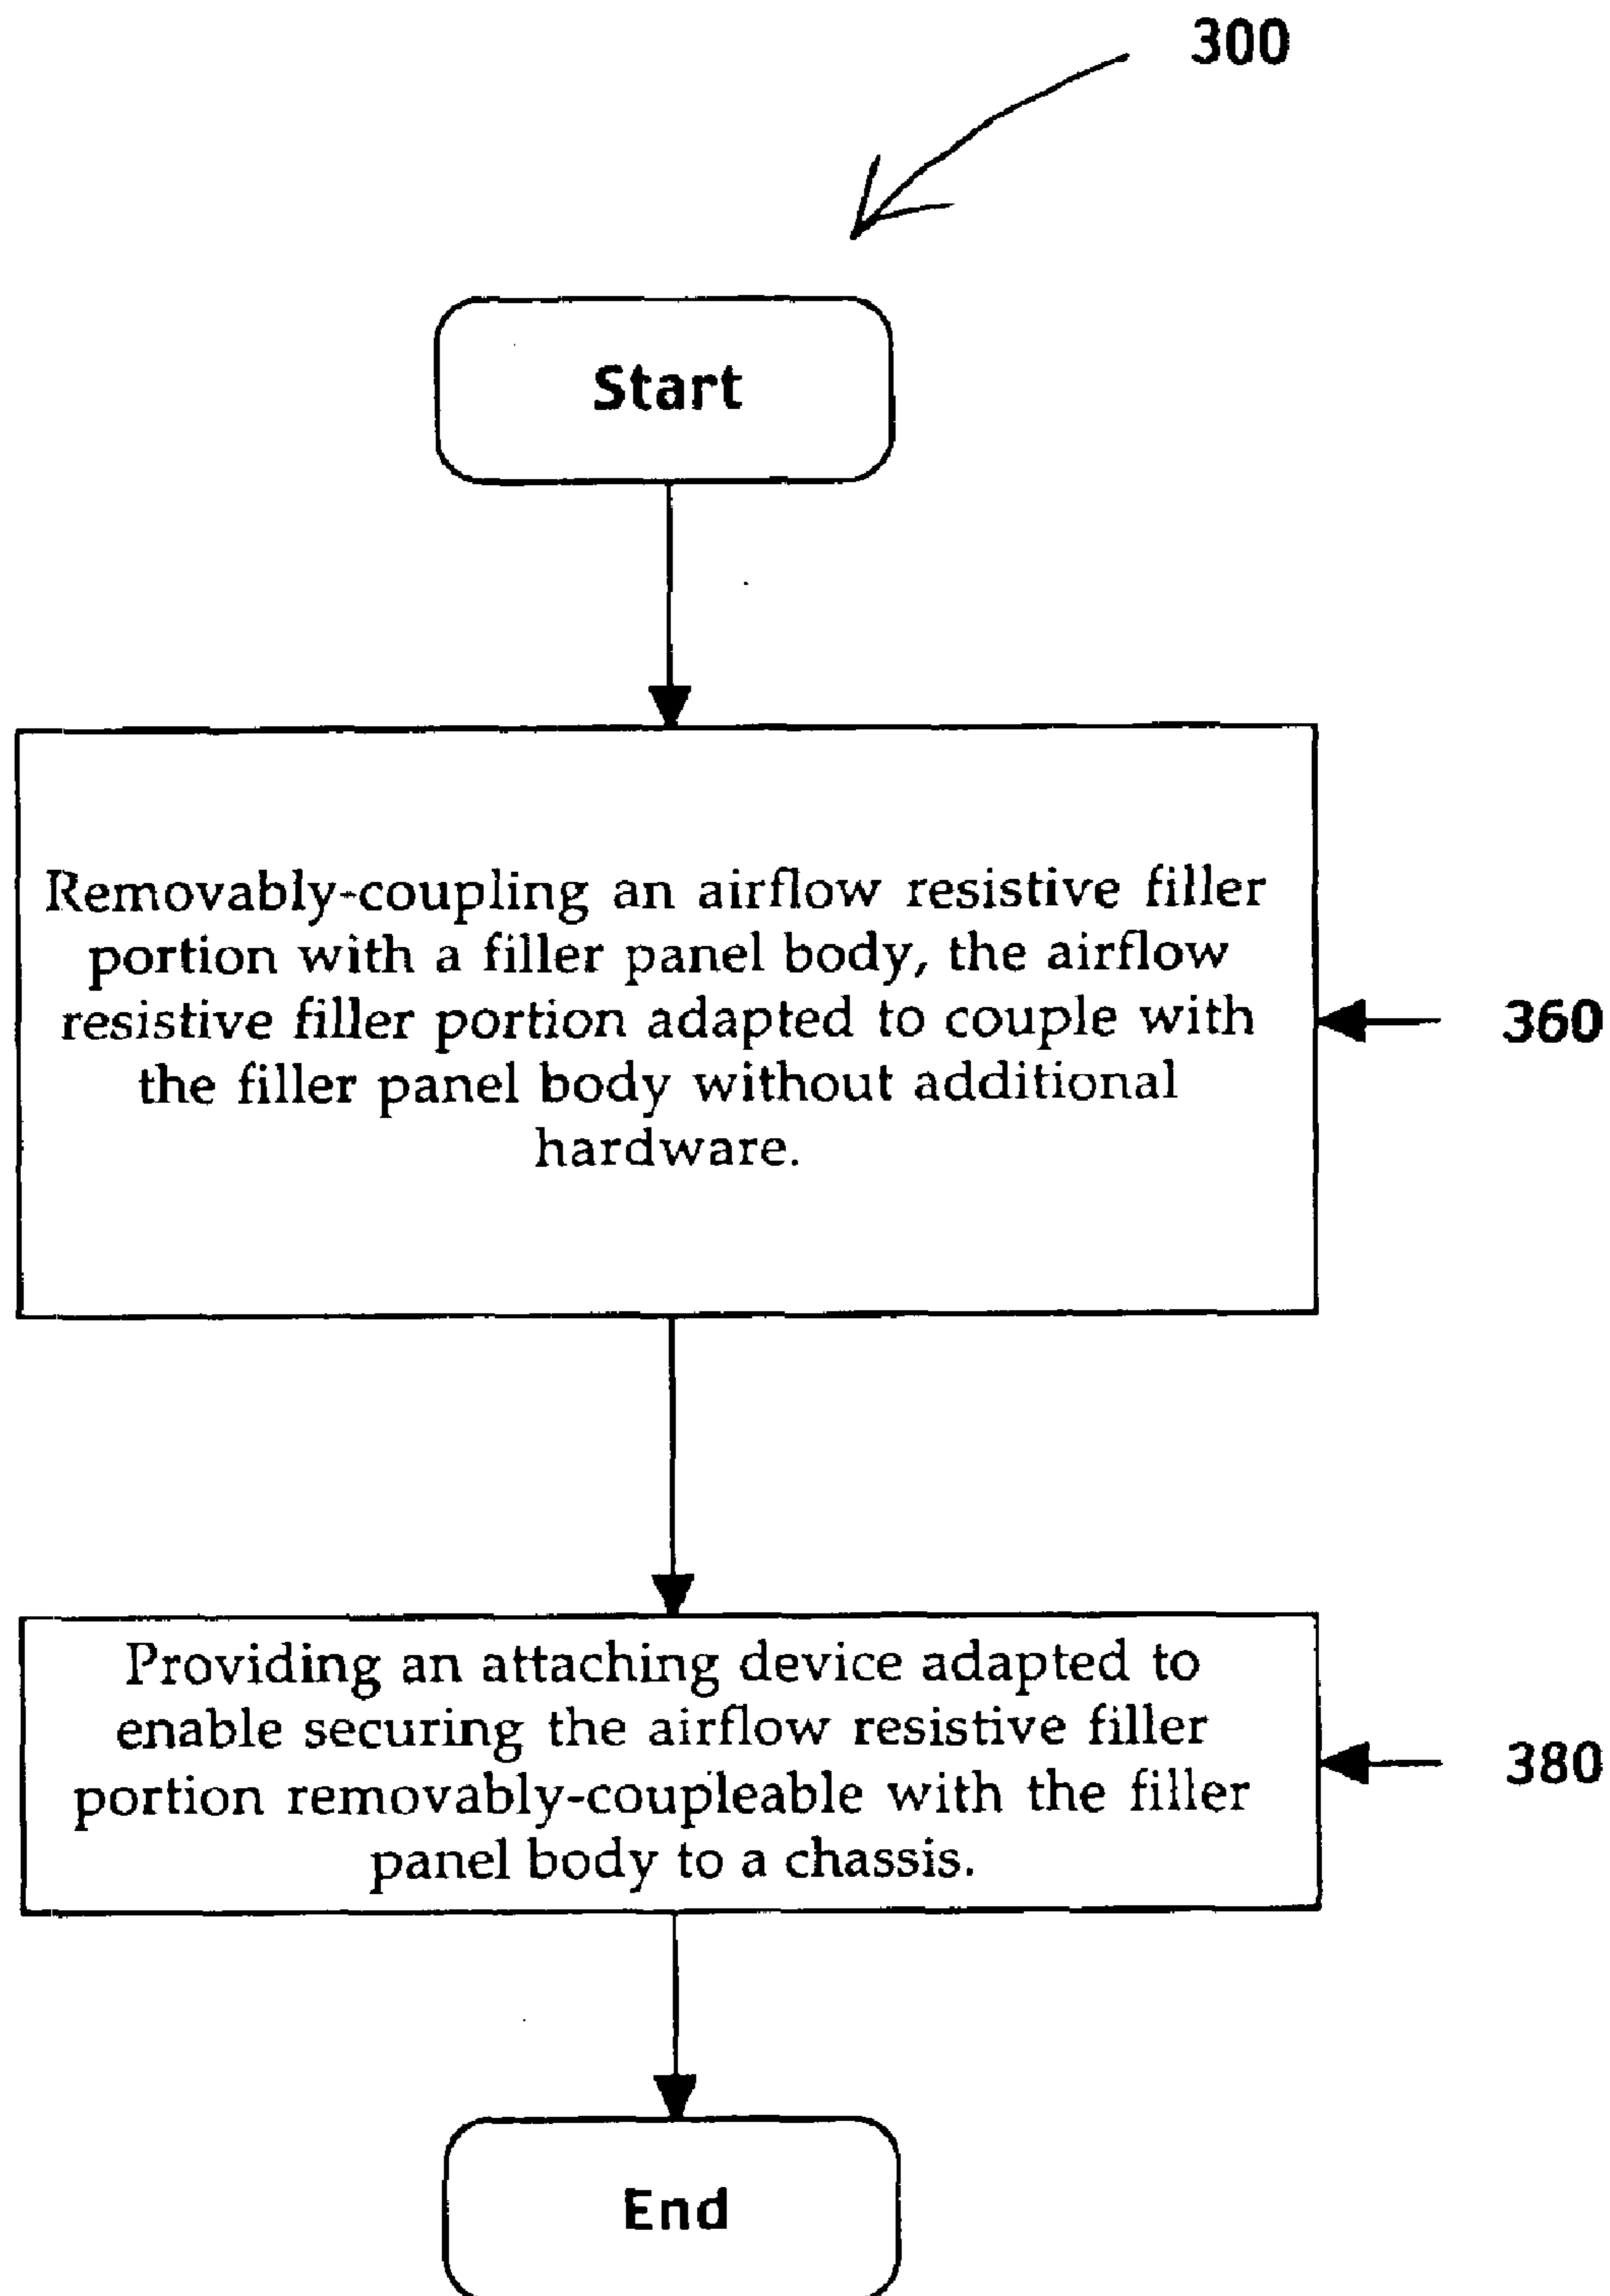 300
Start
Removably-coupling an airflow resistive filler
portion with a filler panel body, the airflow
resistive filler portion adapted to couple with
the filler panel body without additional
hardware.
360
Providing an attaching device adapted to
enable securing the airflow resistive filler
portion removably-coupleable with the filler
panel body to a chassis.
380
End